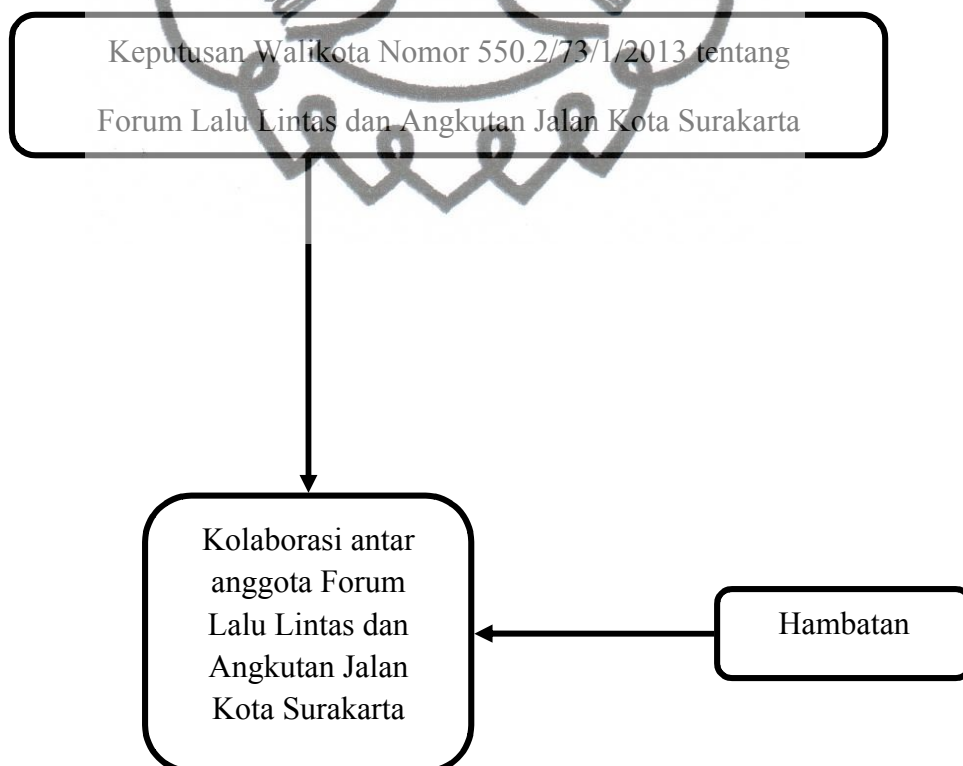 Keputusan Walikota Nomor 550.2/73/1/2013 tentang
Forum Lalu Lintas dan Angkutan Jalan Kota Surakarta
Kolaborasi antar
anggota Forum
Lalu Lintas dan
Angkutan Jalan
Kota Surakarta
Hambatan